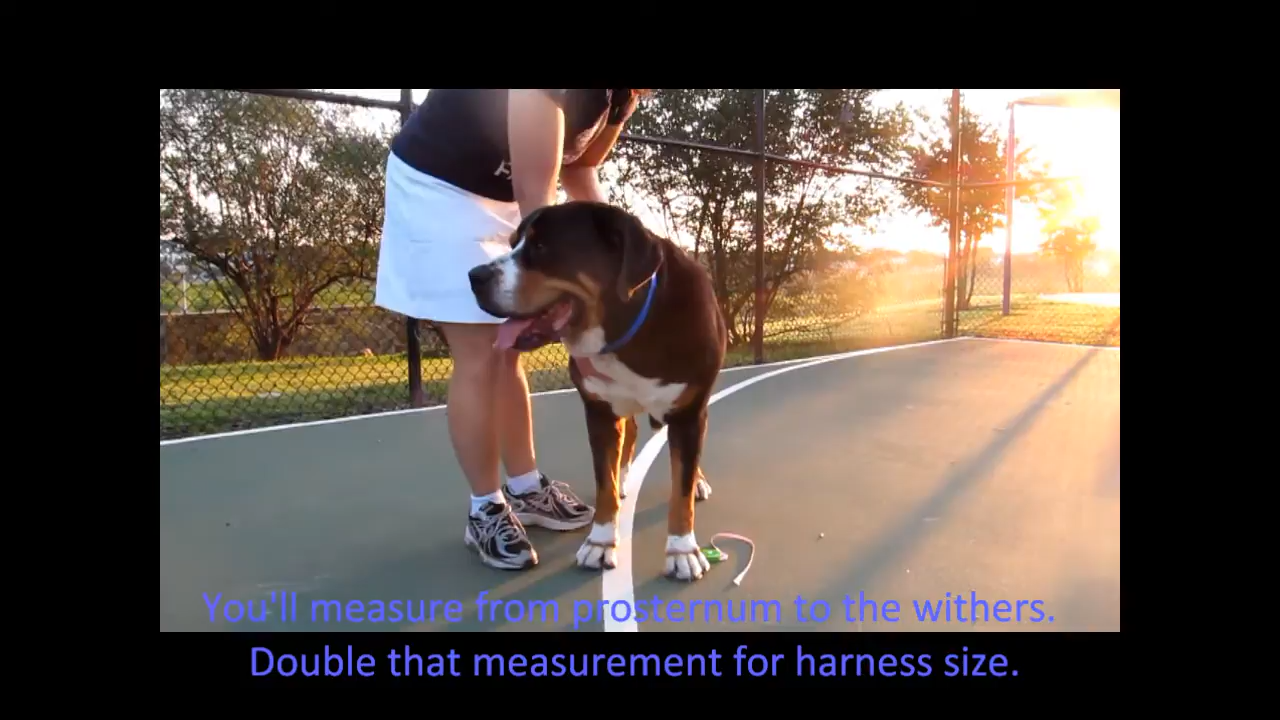 You'll measure from prosternum to the withers.
Double that measurement for harness size.